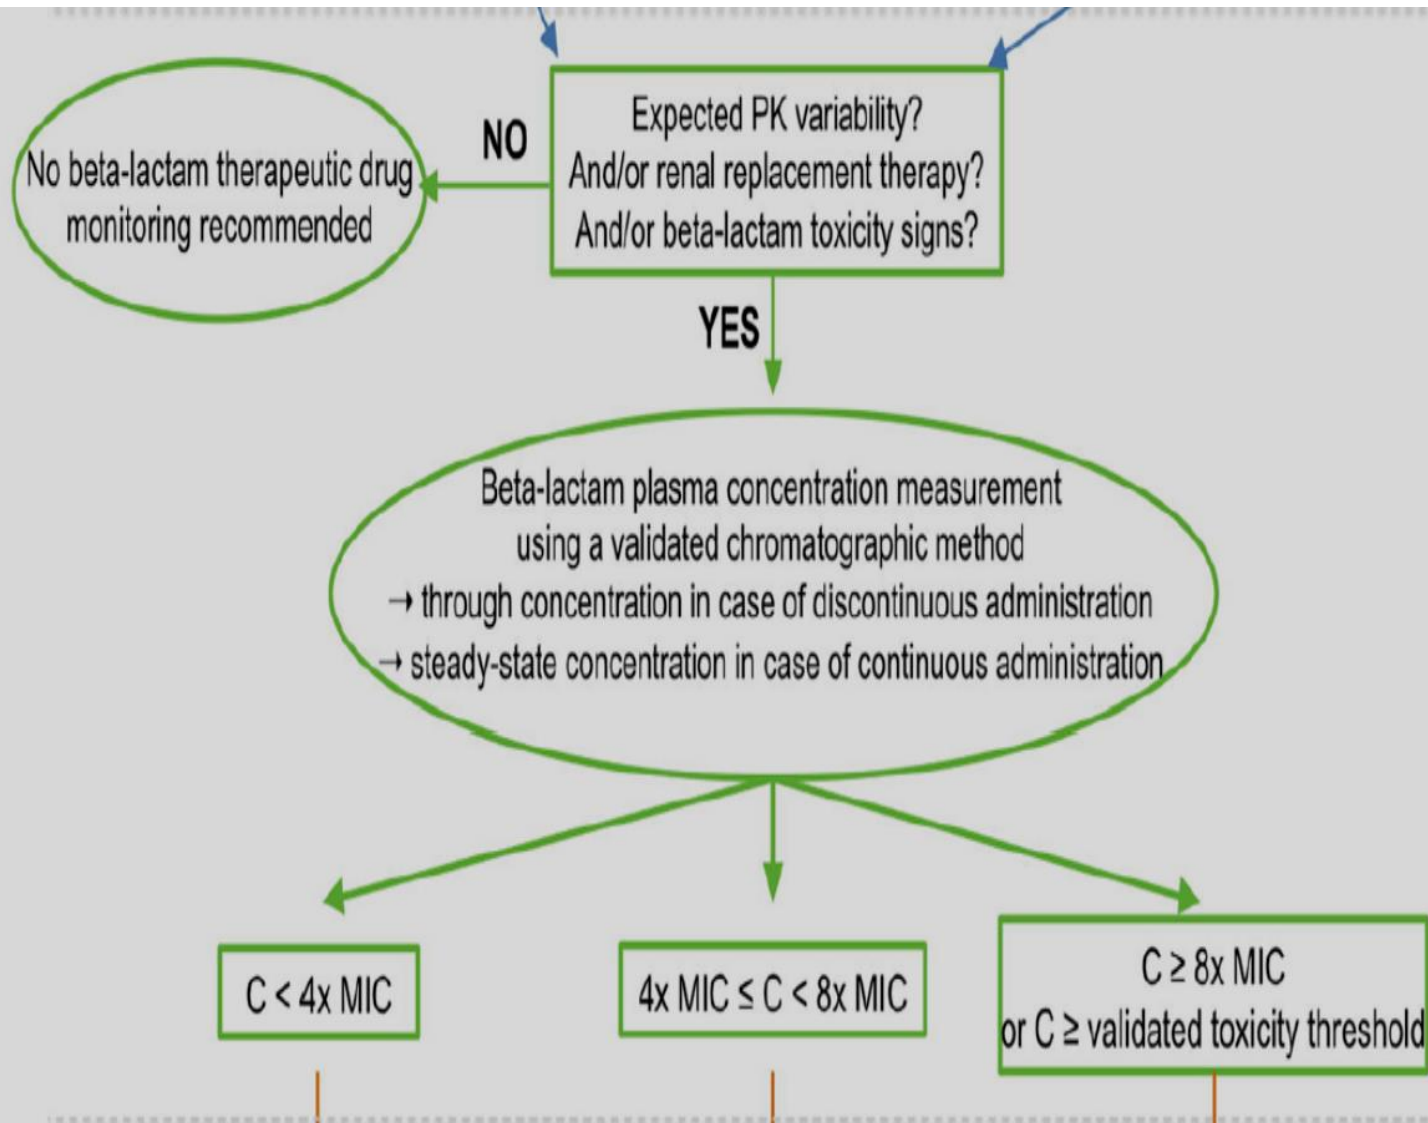 Expected PK variability?
And/or renal replacement therapy?
And/or beta-lactam toxicity signs?
NO
No beta-lactam therapeutic drug
monitoring recommended
YES
Beta-lactam plasma concentration measurement
using a validated chromatographic method
→ through concentration in case of discontinuous administration
→ steady-state concentration in case of continuous administration
C < 4x MIC
4x MIC ≤ C < 8x MIC
C ≥ 8x MIC
or C ≥ validated toxicity threshold